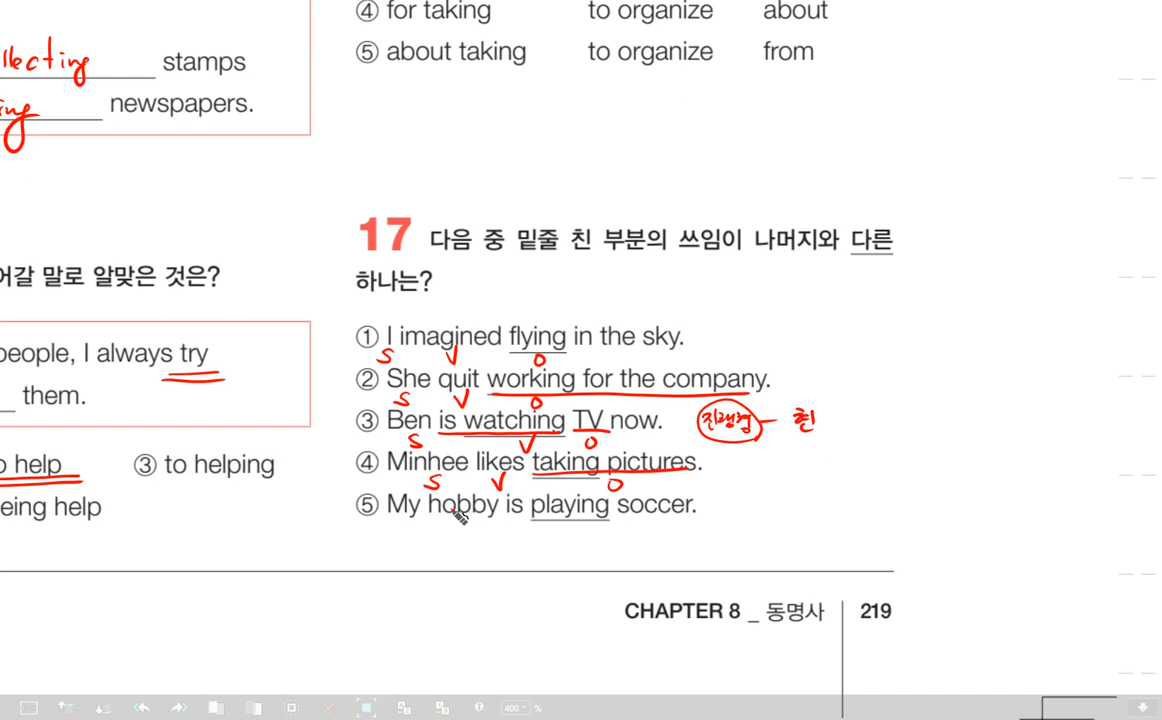 llecting stamps
ing newspapers.
어갈 말로 알맞은 것은?
people, I always try
them.
o help ③ to helping
eing help
④ for taking to organize about
⑤ about taking to organize from
17 다음 중 밑줄 친 부분의 쓰임이 나머지와 다른
하나는?
① I imagined flying in the sky.
S V O
② She quit working for the company.
S V O
③ Ben is watching TV now. 진행형 - 현
S V O
④ Minhee likes taking pictures.
S V O
⑤ My hobby is playing soccer.
CHAPTER 8 _ 동명사 219
400 %